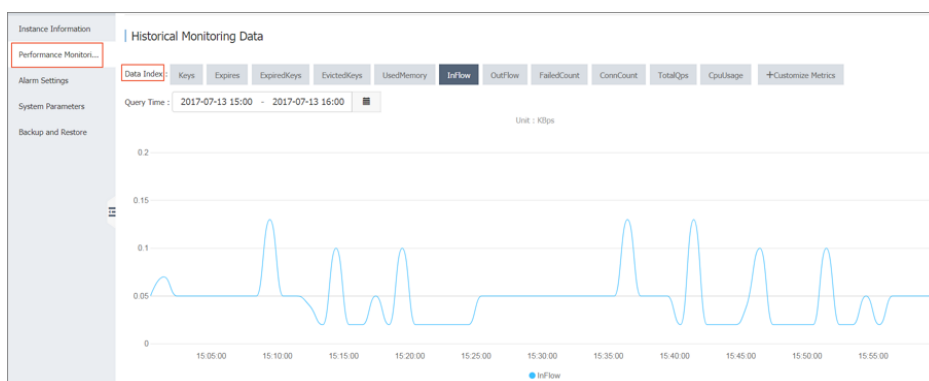 Instance Information
Performance Monitori...
Alarm Settings
System Parameters
Backup and Restore
Historical Monitoring Data
Data Index : Keys Expires ExpiredKeys EvictedKeys UsedMemory InFlow OutFlow FailedCount ConnCount TotalQps CpuUsage +Customize Metrics
Query Time : 2017-07-13 15:00 - 2017-07-13 16:00
Unit : KBps
0.2
0.15
0.1
0.05
0
15:05:00 15:10:00 15:15:00 15:20:00 15:25:00 15:30:00 15:35:00 15:40:00 15:45:00 15:50:00 15:55:00
InFlow